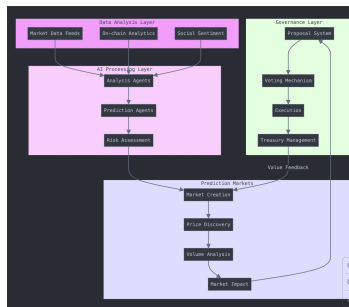 Data Analysis Layer
Market Data Feeds
On-chain Analytics
Social Sentiment
AI Processing Layer
Analysis Agents
Prediction Agents
Risk Assessment
Governance Layer
Proposal System
Voting Mechanism
Execution
Treasury Management
Value Feedback
Prediction Markets
Market Creation
Price Discovery
Volume Analysis
Market Impact